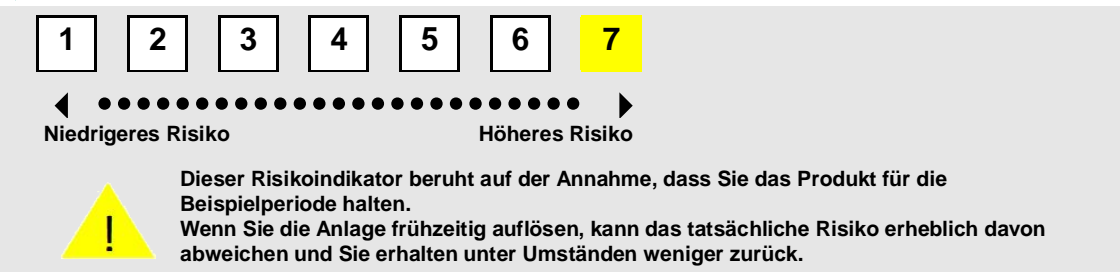 1 2 3 4 5 6 7
Niedrigeres Risiko Höheres Risiko
Dieser Risikoindikator beruht auf der Annahme, dass Sie das Produkt für die
Beispielperiode halten.
! Wenn Sie die Anlage frühzeitig auflösen, kann das tatsächliche Risiko erheblich davon
abweichen und Sie erhalten unter Umständen weniger zurück.